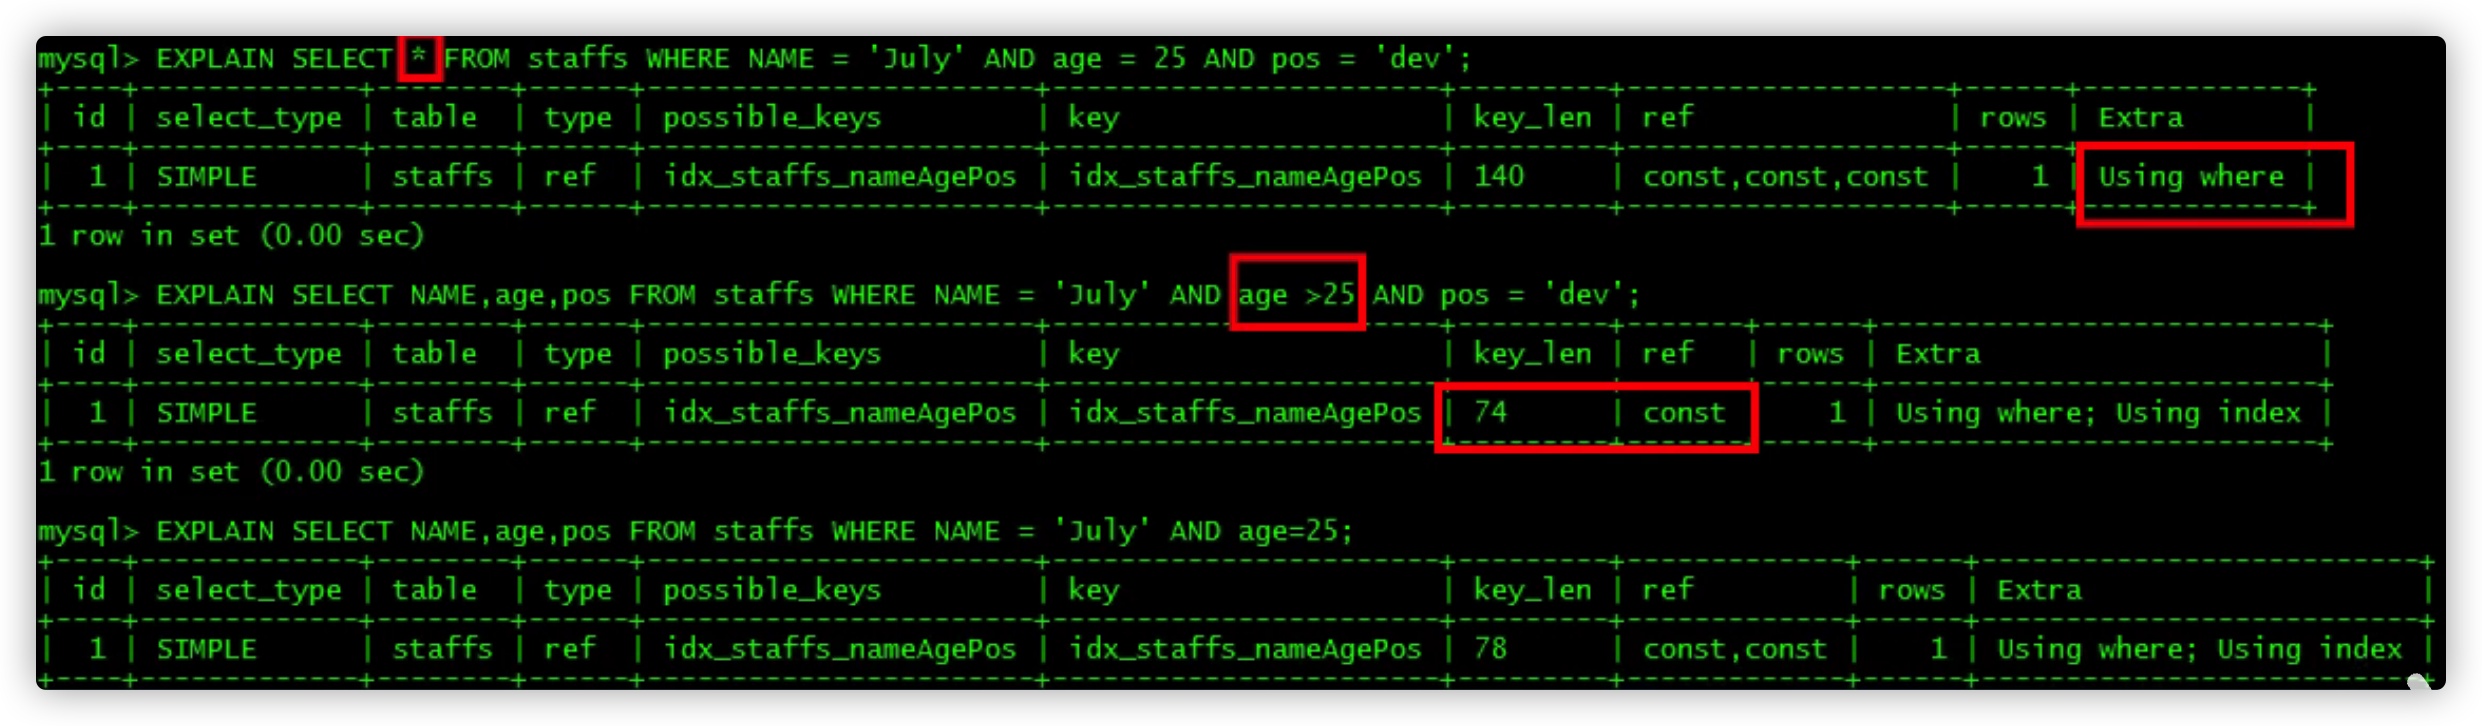 mysql> EXPLAIN SELECT * FROM staffs WHERE NAME = 'July' AND age = 25 AND pos = 'dev';
+----+-------------+--------+------+-----------------------+-----------------------+---------+-------------------+------+-------------+
| id | select_type | table  | type | possible_keys         | key                   | key_len | ref               | rows | Extra       |
+----+-------------+--------+------+-----------------------+-----------------------+---------+-------------------+------+-------------+
|  1 | SIMPLE      | staffs | ref  | idx_staffs_nameAgePos | idx_staffs_nameAgePos | 140     | const,const,const |    1 | Using where |
+----+-------------+--------+------+-----------------------+-----------------------+---------+-------------------+------+-------------+
1 row in set (0.00 sec)
mysql> EXPLAIN SELECT NAME,age,pos FROM staffs WHERE NAME = 'July' AND age >25 AND pos = 'dev';
+----+-------------+--------+------+-----------------------+-----------------------+---------+-------+------+--------------------------+
| id | select_type | table  | type | possible_keys         | key                   | key_len | ref   | rows | Extra                    |
+----+-------------+--------+------+-----------------------+-----------------------+---------+-------+------+--------------------------+
|  1 | SIMPLE      | staffs | ref  | idx_staffs_nameAgePos | idx_staffs_nameAgePos | 74      | const |    1 | Using where; Using index |
+----+-------------+--------+------+-----------------------+-----------------------+---------+-------+------+--------------------------+
1 row in set (0.00 sec)
mysql> EXPLAIN SELECT NAME,age,pos FROM staffs WHERE NAME = 'July' AND age=25;
+----+-------------+--------+------+-----------------------+-----------------------+---------+-------------+------+--------------------------+
| id | select_type | table  | type | possible_keys         | key                   | key_len | ref         | rows | Extra                    |
+----+-------------+--------+------+-----------------------+-----------------------+---------+-------------+------+--------------------------+
|  1 | SIMPLE      | staffs | ref  | idx_staffs_nameAgePos | idx_staffs_nameAgePos | 78      | const,const |    1 | Using where; Using index |
+----+-------------+--------+------+-----------------------+-----------------------+---------+-------------+------+--------------------------+